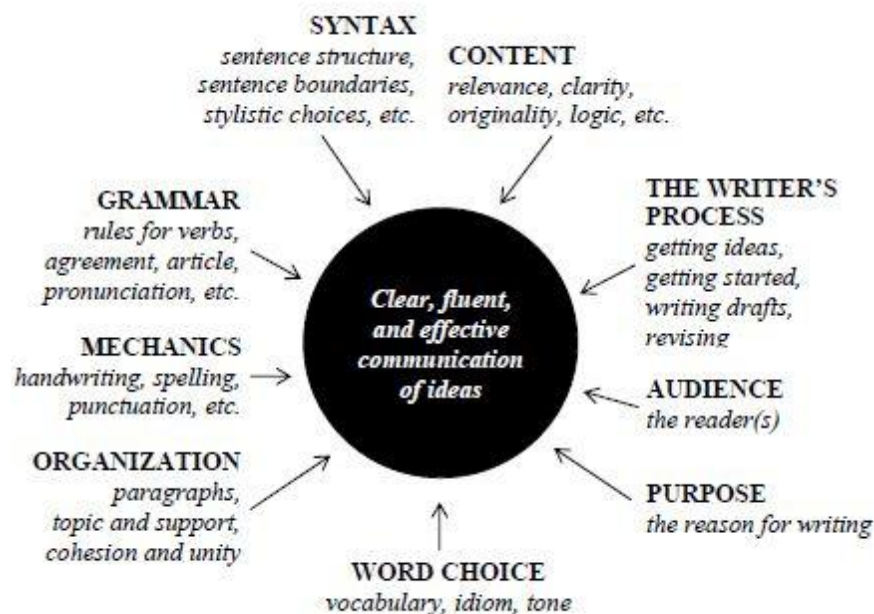 SYNTAX
sentence structure,
sentence boundaries,
stylistic choices, etc.
CONTENT
relevance, clarity,
originality, logic, etc.
THE WRITER'S
PROCESS
getting ideas,
getting started,
writing drafts,
revising
AUDIENCE
the reader(s)
PURPOSE
the reason for writing
WORD CHOICE
vocabulary, idiom, tone
ORGANIZATION
paragraphs,
topic and support,
cohesion and unity
MECHANICS
handwriting, spelling,
punctuation, etc.
GRAMMAR
rules for verbs,
agreement, article,
pronunciation, etc.
Clear, fluent,
and effective
communication
of ideas